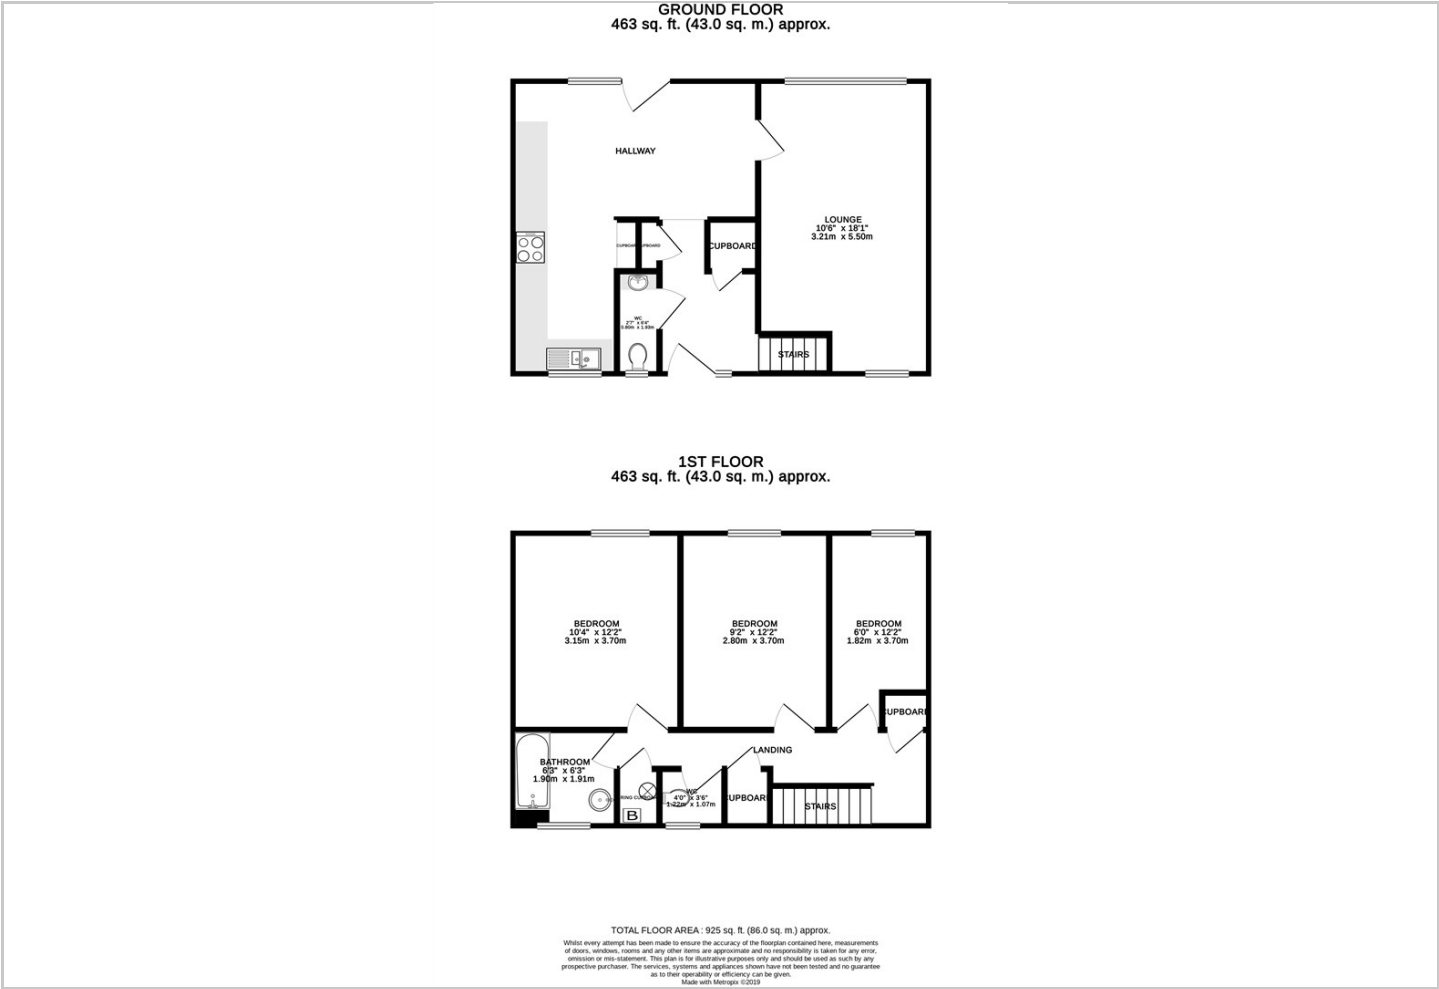 GROUND FLOOR
463 sq. ft. (43.0 sq. m.) approx.
HALLWAY
LOUNGE
10'6" x 18'1"
3.21m x 5.50m
CUPBOARD
WC
2'7" x 6'4"
STAIRS
1ST FLOOR
463 sq. ft. (43.0 sq. m.) approx.
BEDROOM
10'4" x 12'2"
3.15m x 3.70m
BEDROOM
9'2" x 12'2"
2.80m x 3.70m
BEDROOM
6'0" x 12'2"
1.82m x 3.70m
CUPBOARD
LANDING
BATHROOM
6'3" x 6'3"
1.90m x 1.91m
B
WC
4'0" x 3'6"
1.22m x 1.07m
CUPBOARD
STAIRS
TOTAL FLOOR AREA : 925 sq. ft. (86.0 sq. m.) approx.
Whilst every attempt has been made to ensure the accuracy of the floorplan contained here, measurements
of doors, windows, rooms and any other items are approximate and no responsibility is taken for any error,
omission or mis-statement. This plan is for illustrative purposes only and should be used as such by any
prospective purchaser. The services, systems and appliances shown have not been tested and no guarantee
as to their operability or efficiency can be given.
Made with Metropix ©2019